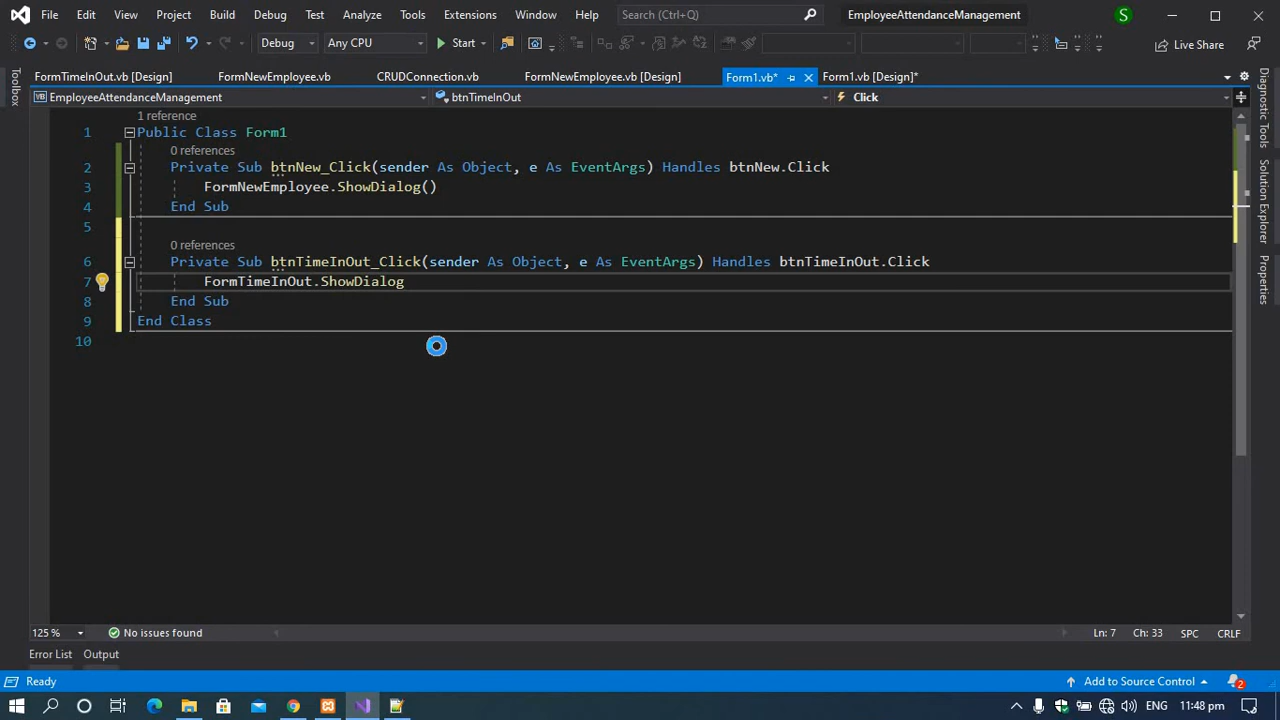 File Edit View Project Build Debug Test Analyze Tools Extensions Window Help Search (Ctrl+Q) EmployeeAttendanceManagement S
Debug Any CPU Start Live Share
FormTimeInOut.vb [Design] FormNewEmployee.vb CRUDConnection.vb FormNewEmployee.vb [Design] Form1.vb* Form1.vb [Design]*
VB EmployeeAttendanceManagement btnTimeInOut Click
Toolbox
Diagnostic Tools
Solution Explorer
Properties
1 reference
1 Public Class Form1
0 references
2 Private Sub btnNew_Click(sender As Object, e As EventArgs) Handles btnNew.Click
3 FormNewEmployee.ShowDialog()
4 End Sub
5
0 references
6 Private Sub btnTimeInOut_Click(sender As Object, e As EventArgs) Handles btnTimeInOut.Click
7 FormTimeInOut.ShowDialog
8 End Sub
9 End Class
10
125 % No issues found Ln: 7 Ch: 33 SPC CRLF
Error List Output
Ready Add to Source Control 2
ENG 11:48 pm